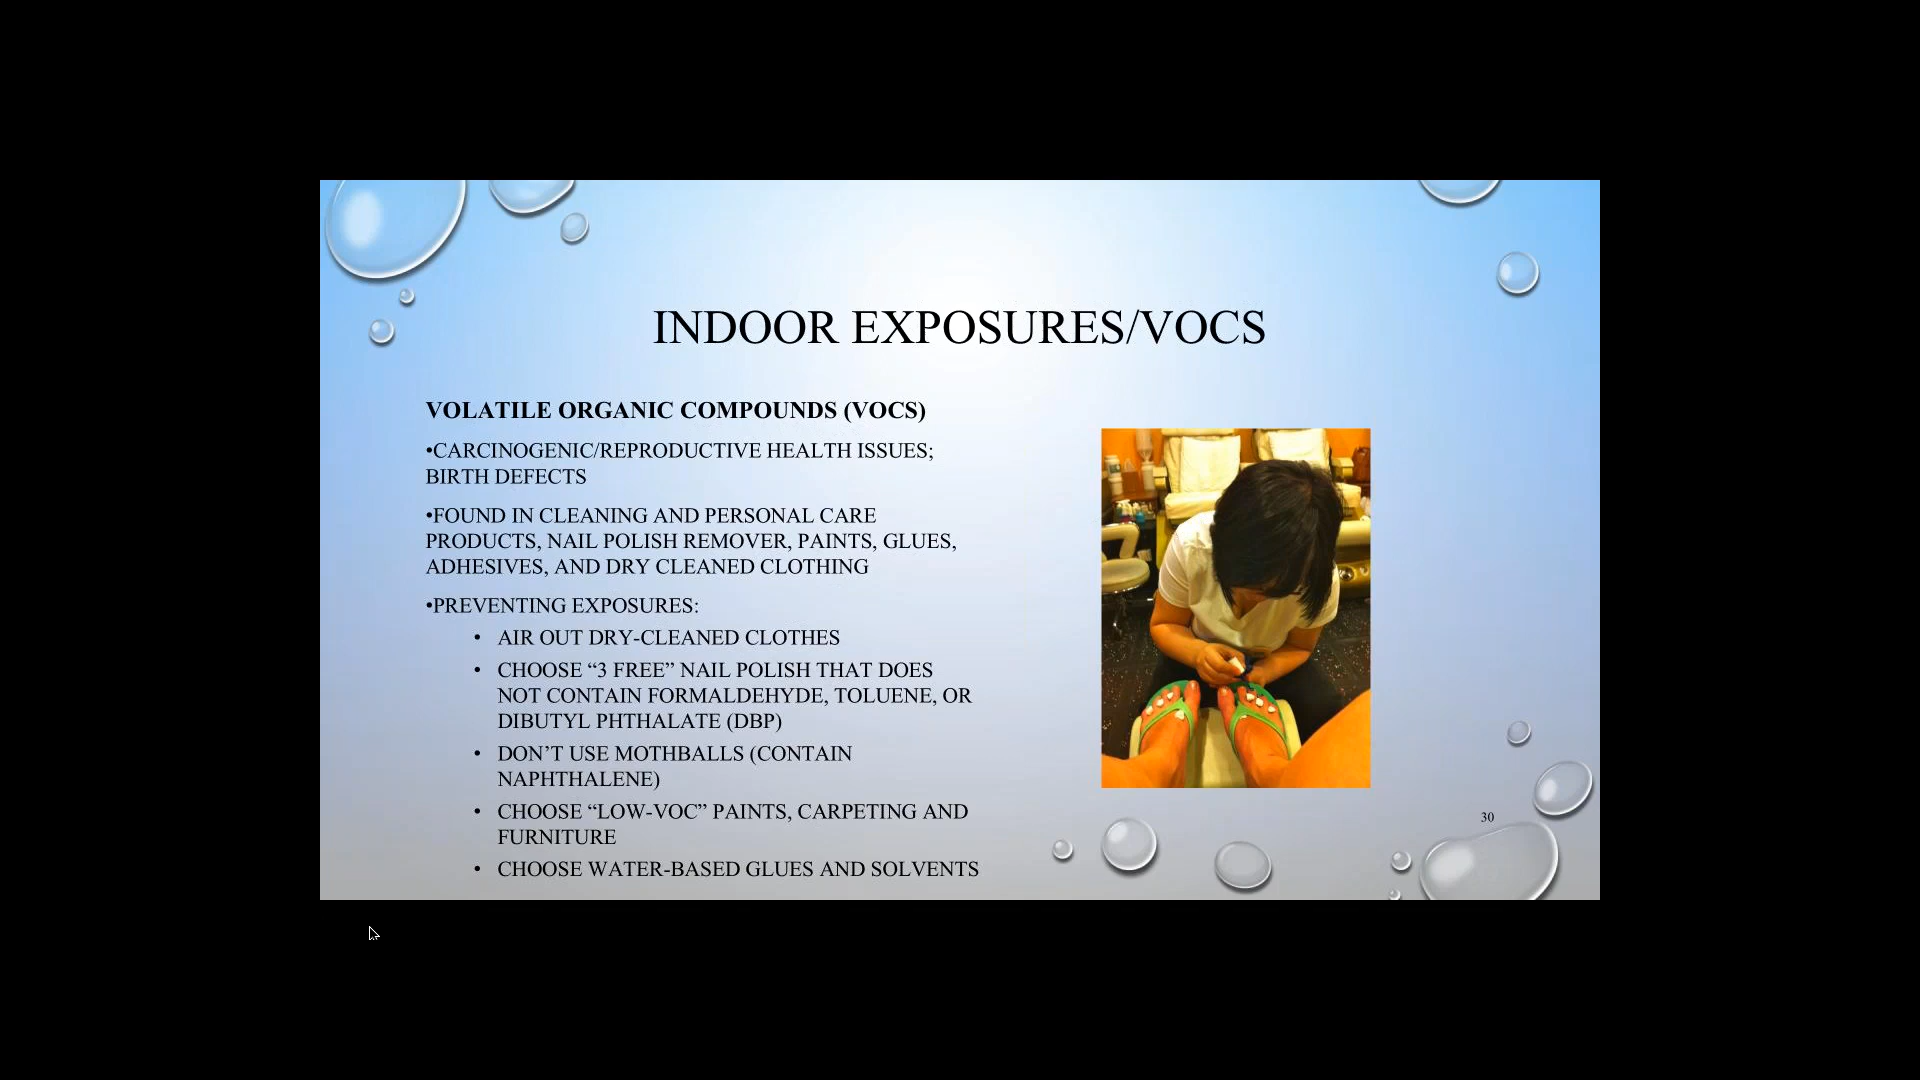 INDOOR EXPOSURES/VOCS
VOLATILE ORGANIC COMPOUNDS (VOCS)
•CARCINOGENIC/REPRODUCTIVE HEALTH ISSUES;
BIRTH DEFECTS
•FOUND IN CLEANING AND PERSONAL CARE
PRODUCTS, NAIL POLISH REMOVER, PAINTS, GLUES,
ADHESIVES, AND DRY CLEANED CLOTHING
•PREVENTING EXPOSURES:
• AIR OUT DRY-CLEANED CLOTHES
• CHOOSE “3 FREE” NAIL POLISH THAT DOES
NOT CONTAIN FORMALDEHYDE, TOLUENE, OR
DIBUTYL PHTHALATE (DBP)
• DON’T USE MOTHBALLS (CONTAIN
NAPHTHALENE)
• CHOOSE “LOW-VOC” PAINTS, CARPETING AND
FURNITURE
• CHOOSE WATER-BASED GLUES AND SOLVENTS
30